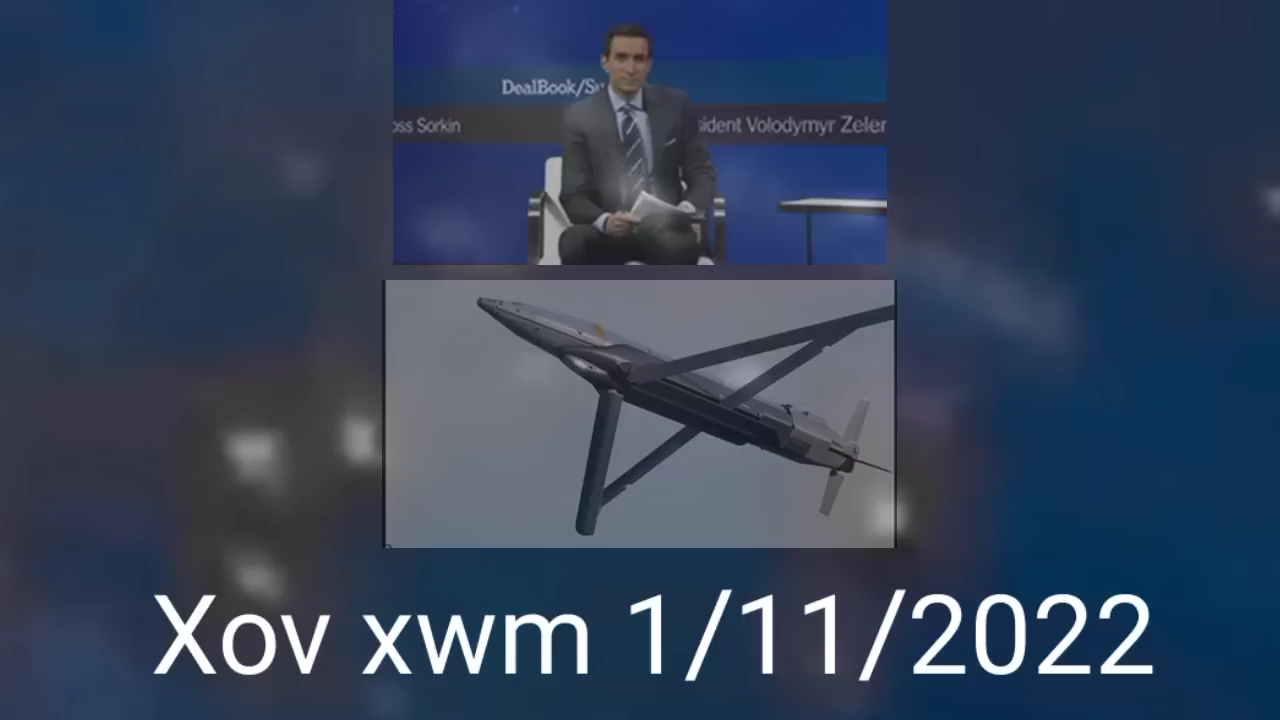 DealBook/Su
oss Sorkin
sident Volodymyr Zeler
Xov xwm 1/11/2022